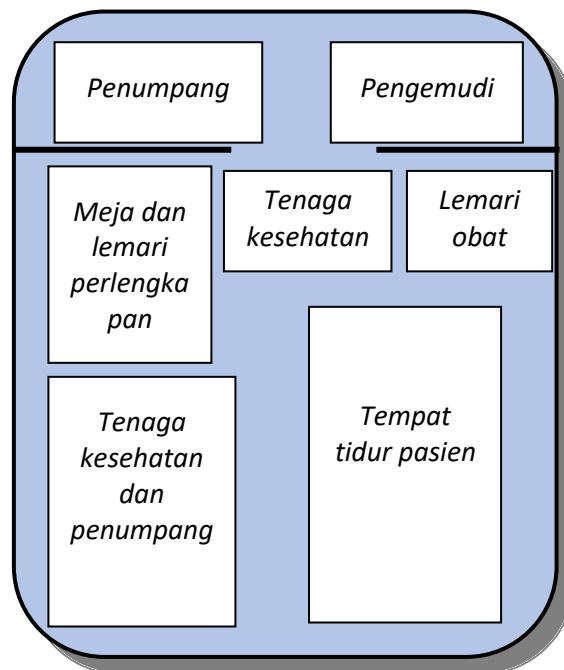 Penumpang
Pengemudi
Meja dan
lemari
perlengka
pan
Tenaga
kesehatan
Lemari
obat
Tenaga
kesehatan
dan
penumpang
Tempat
tidur pasien